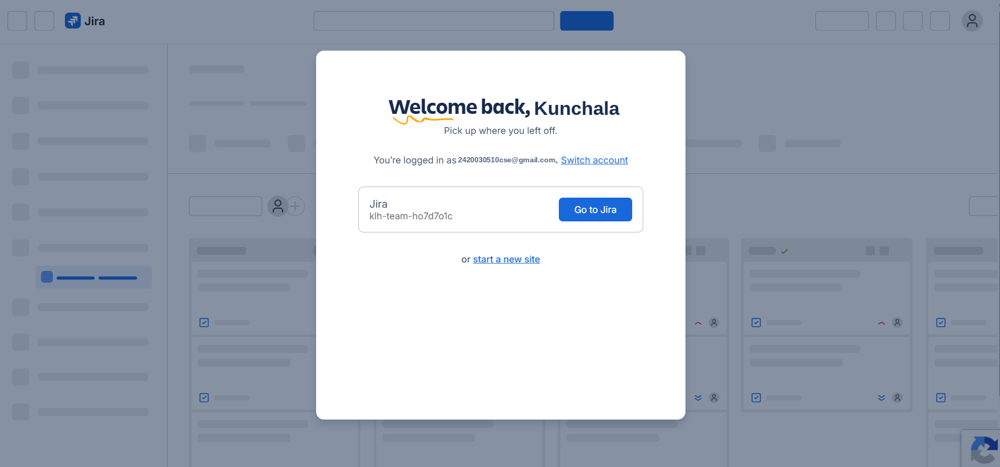 Jira
Welcome back, Kunchala
Pick up where you left off.
You’re logged in as 2420030510cse@gmail.com. Switch account
Jira
klh-team-ho7d7o1c
Go to Jira
or start a new site